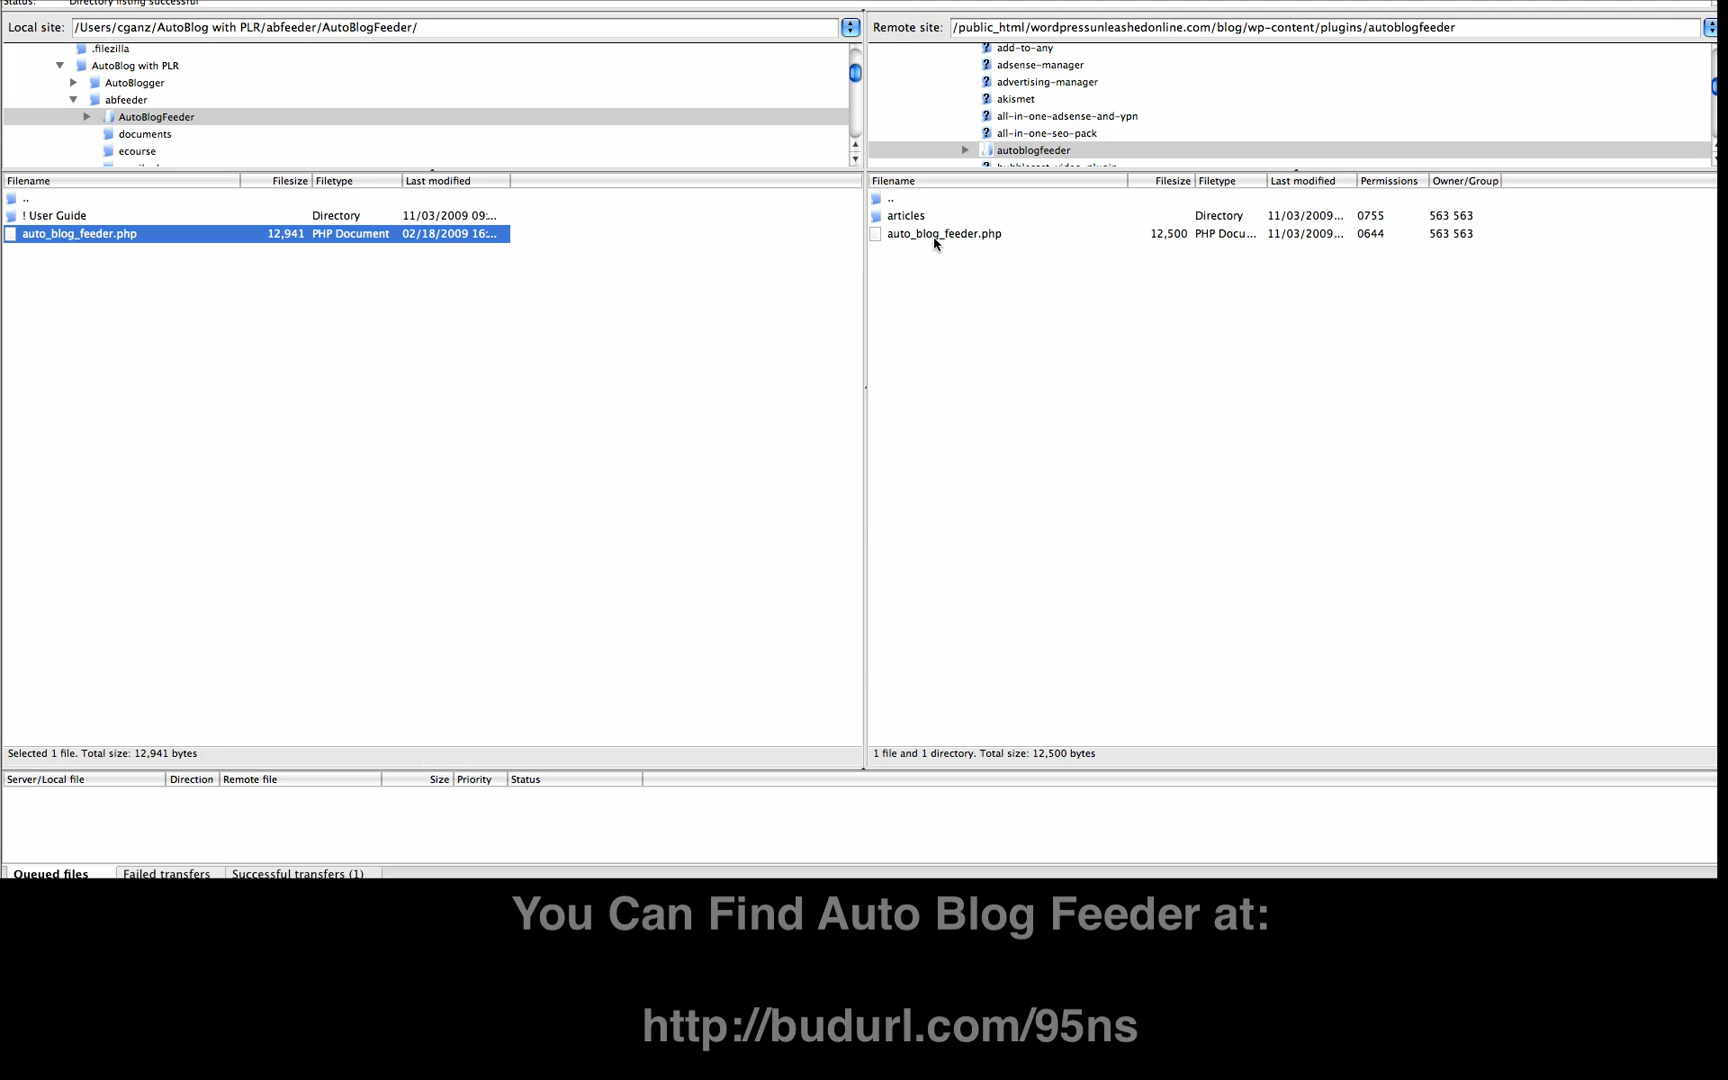 Status: Directory listing successful
Local site: /Users/cganz/AutoBlog with PLR/abfeeder/AutoBlogFeeder/
.filezilla
AutoBlog with PLR
AutoBlogger
abfeeder
AutoBlogFeeder
documents
ecourse
Remote site: /public_html/wordpressunleashedonline.com/blog/wp-content/plugins/autoblogfeeder
add-to-any
adsense-manager
advertising-manager
akismet
all-in-one-adsense-and-ypn
all-in-one-seo-pack
autoblogfeeder
Filename Filesize Filetype Last modified
..
! User Guide Directory 11/03/2009 09:...
auto_blog_feeder.php 12,941 PHP Document 02/18/2009 16:...
Filename Filesize Filetype Last modified Permissions Owner/Group
..
articles Directory 11/03/2009... 0755 563 563
auto_blog_feeder.php 12,500 PHP Docu... 11/03/2009... 0644 563 563
Selected 1 file. Total size: 12,941 bytes
1 file and 1 directory. Total size: 12,500 bytes
Server/Local file Direction Remote file Size Priority Status
Queued files Failed transfers Successful transfers (1)
You Can Find Auto Blog Feeder at:
http://budurl.com/95ns